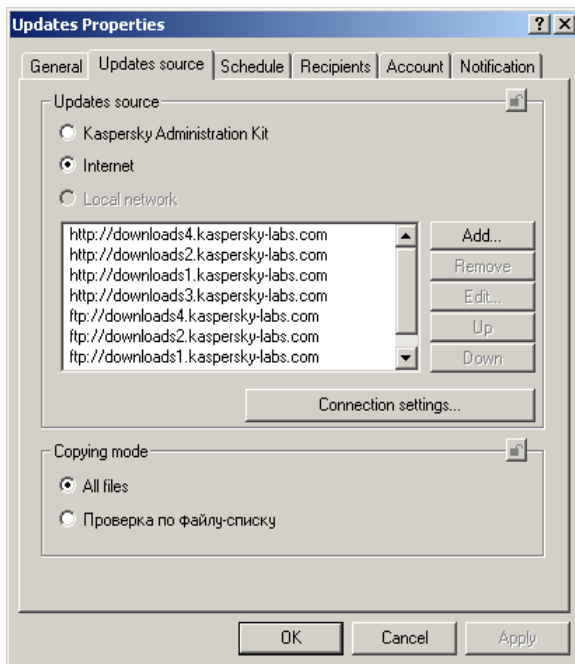 Updates Properties
General Updates source Schedule Recipients Account Notification
Updates source
Kaspersky Administration Kit
Internet
Local network
http://downloads4.kaspersky-labs.com
http://downloads2.kaspersky-labs.com
http://downloads1.kaspersky-labs.com
http://downloads3.kaspersky-labs.com
ftp://downloads4.kaspersky-labs.com
ftp://downloads2.kaspersky-labs.com
ftp://downloads1.kaspersky-labs.com
Add...
Remove
Edit...
Up
Down
Connection settings...
Copying mode
All files
Проверка по файлу-списку
OK Cancel Apply